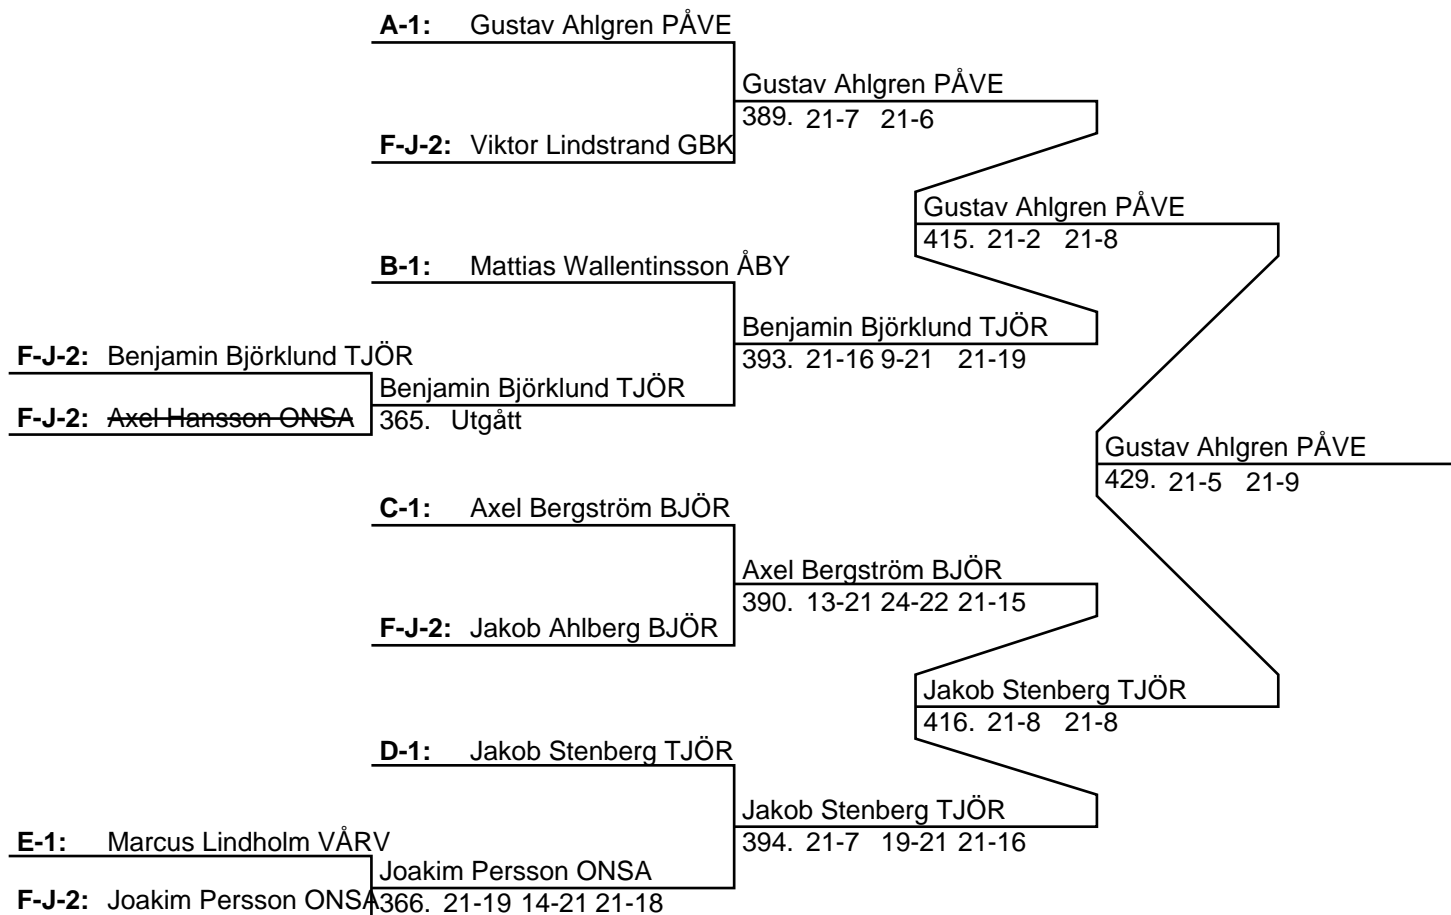 A-1: Gustav Ahlgren PÅVE
Gustav Ahlgren PÅVE
389. 21-7 21-6
F-J-2: Viktor Lindstrand GBK
Gustav Ahlgren PÅVE
415. 21-2 21-8
B-1: Mattias Wallentinsson ÅBY
Benjamin Björklund TJÖR
393. 21-16 9-21 21-19
F-J-2: Benjamin Björklund TJÖR
Benjamin Björklund TJÖR
F-J-2: Axel Hansson ONSA
365. Utgått
Gustav Ahlgren PÅVE
429. 21-5 21-9
C-1: Axel Bergström BJÖR
Axel Bergström BJÖR
390. 13-21 24-22 21-15
F-J-2: Jakob Ahlberg BJÖR
Jakob Stenberg TJÖR
416. 21-8 21-8
D-1: Jakob Stenberg TJÖR
Jakob Stenberg TJÖR
394. 21-7 19-21 21-16
E-1: Marcus Lindholm VÅRV
Joakim Persson ONSA
F-J-2: Joakim Persson ONSA
366. 21-19 14-21 21-18